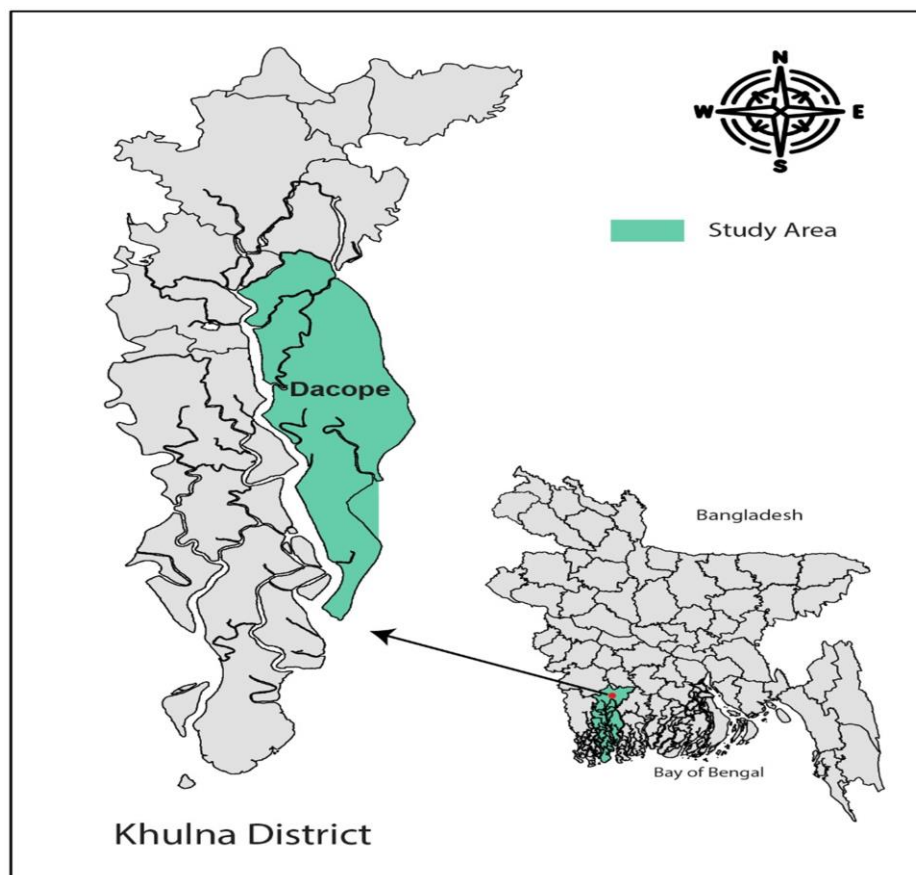 N
W E
S
Study Area
Dacope
Bangladesh
Bay of Bengal
Khulna District